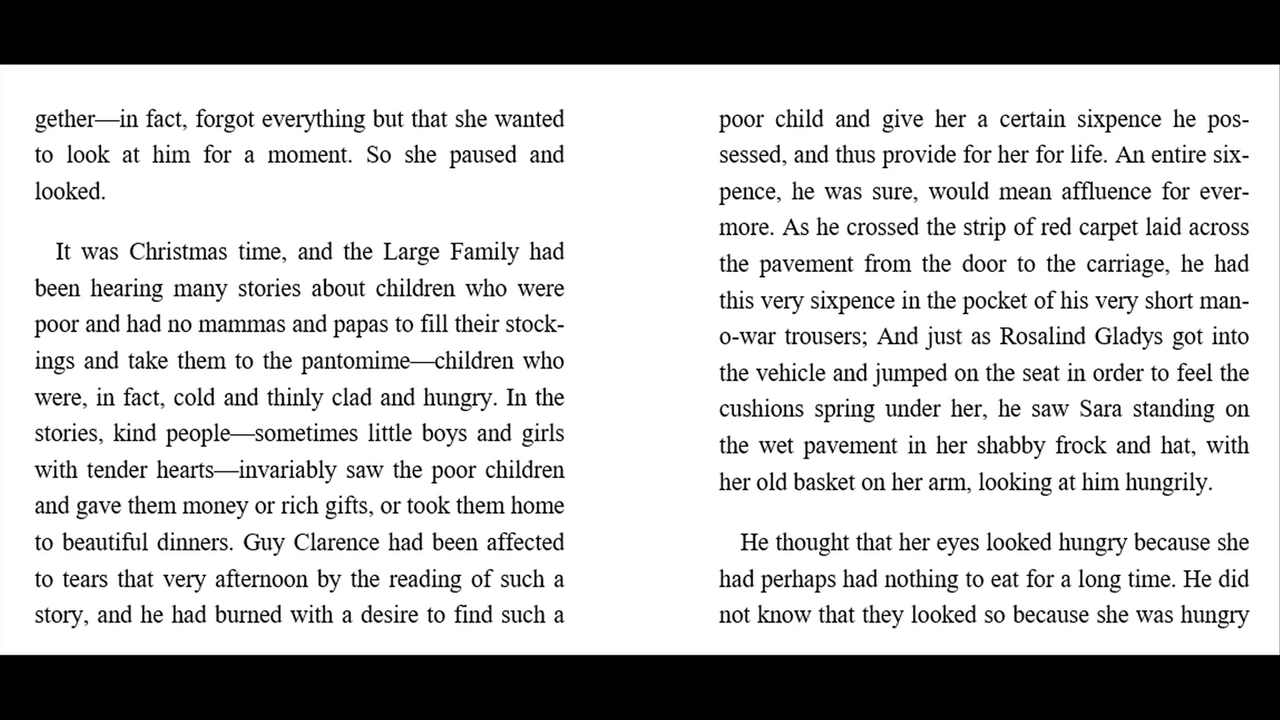 gether—in fact, forgot everything but that she wanted
to look at him for a moment. So she paused and
looked.
It was Christmas time, and the Large Family had
been hearing many stories about children who were
poor and had no mammas and papas to fill their stock-
ings and take them to the pantomime—children who
were, in fact, cold and thinly clad and hungry. In the
stories, kind people—sometimes little boys and girls
with tender hearts—invariably saw the poor children
and gave them money or rich gifts, or took them home
to beautiful dinners. Guy Clarence had been affected
to tears that very afternoon by the reading of such a
story, and he had burned with a desire to find such a
poor child and give her a certain sixpence he pos-
sessed, and thus provide for her for life. An entire six-
pence, he was sure, would mean affluence for ever-
more. As he crossed the strip of red carpet laid across
the pavement from the door to the carriage, he had
this very sixpence in the pocket of his very short man-
o-war trousers; And just as Rosalind Gladys got into
the vehicle and jumped on the seat in order to feel the
cushions spring under her, he saw Sara standing on
the wet pavement in her shabby frock and hat, with
her old basket on her arm, looking at him hungrily.
He thought that her eyes looked hungry because she
had perhaps had nothing to eat for a long time. He did
not know that they looked so because she was hungry